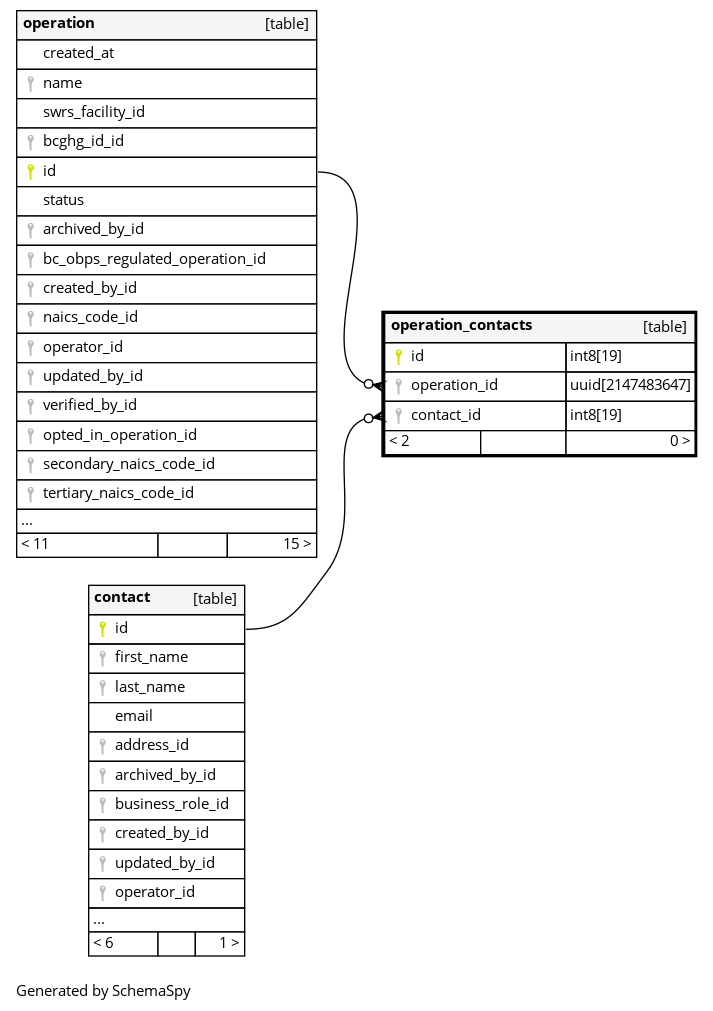 operation [table]
created_at
name
swrs_facility_id
bcghg_id_id
id
status
archived_by_id
bc_obps_regulated_operation_id
created_by_id
naics_code_id
operator_id
updated_by_id
verified_by_id
opted_in_operation_id
secondary_naics_code_id
tertiary_naics_code_id
...
< 11 15 >
operation_contacts [table]
id int8[19]
operation_id uuid[2147483647]
contact_id int8[19]
< 2 0 >
contact [table]
id
first_name
last_name
email
address_id
archived_by_id
business_role_id
created_by_id
updated_by_id
operator_id
...
< 6 1 >
Generated by SchemaSpy